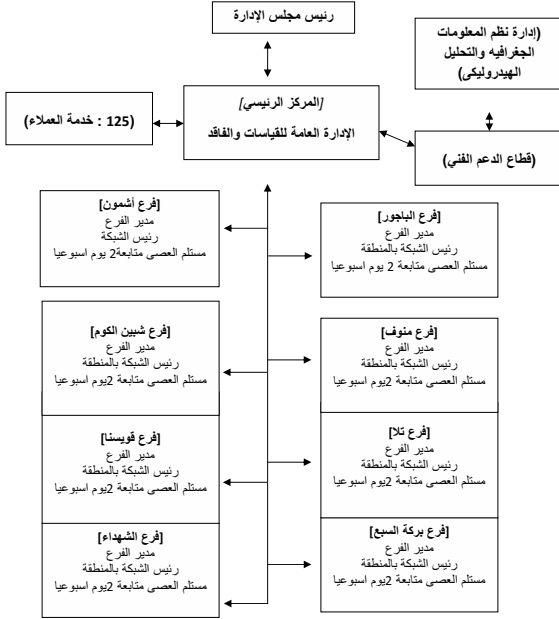 رئيس مجلس الإدارة
(إدارة نظم المعلومات
الجغرافيه والتحليل
الهيدروليكى)
[المركز الرئيسي]
الإدارة العامة للقياسات والفاقد
(125 : خدمة العملاء)
(قطاع الدعم الفني)
[فرع الباجور]
مدير الفرع
رئيس الشبكة بالمنطقة
مستلم العصى متابعة 2 يوم اسبوعيا
[فرع أشمون]
مدير الفرع
رئيس الشبكة
مستلم العصى متابعة2 يوم اسبوعيا
[فرع منوف]
مدير الفرع
رئيس الشبكة بالمنطقة
مستلم العصى متابعة 2يوم اسبوعيا
[فرع شبين الكوم]
مدير الفرع
رئيس الشبكة بالمنطقة
مستلم العصى متابعة 2يوم اسبوعيا
[فرع تلا]
مدير الفرع
رئيس الشبكة بالمنطقة
مستلم العصى متابعة 2يوم اسبوعيا
[فرع قويسنا]
مدير الفرع
رئيس الشبكة بالمنطقة
مستلم العصى متابعة 2يوم اسبوعيا
[فرع بركة السبع]
مدير الفرع
رئيس الشبكة بالمنطقة
مستلم العصى متابعة 2يوم اسبوعيا
[فرع الشهداء]
مدير الفرع
رئيس الشبكة بالمنطقة
مستلم العصى متابعة 2يوم اسبوعيا